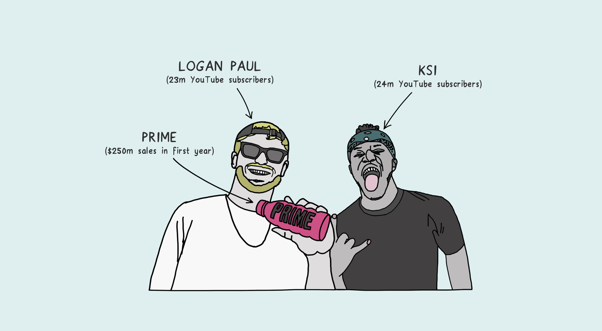 LOGAN PAUL
(23m YouTube subscribers)
KSI
(24m YouTube subscribers)
PRIME
($250m sales in first year)
PRIME